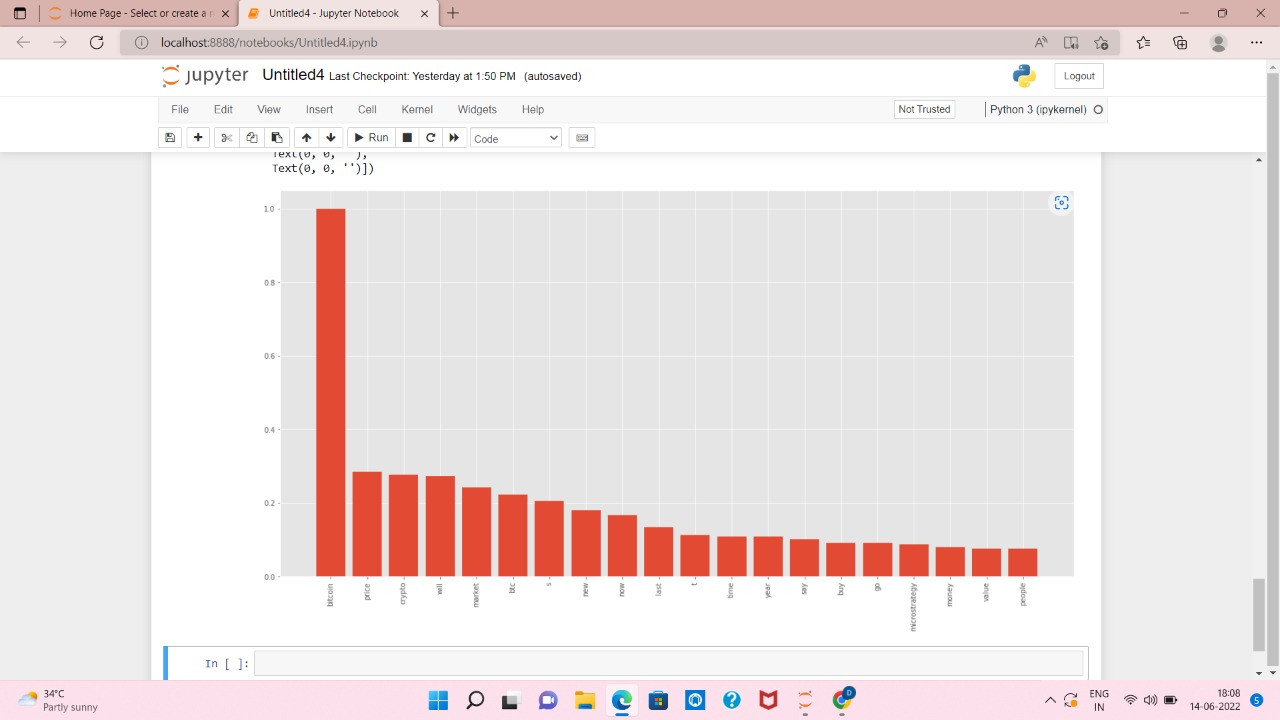 Home Page - Select or create a n
Untitled4 - Jupyter Notebook
localhost:8888/notebooks/Untitled4.ipynb
jupyter Untitled4 Last Checkpoint: Yesterday at 1:50 PM (autosaved)
Logout
File Edit View Insert Cell Kernel Widgets Help
Not Trusted
Python 3 (ipykernel)
Run
Code
Text(0, 0, ''),
Text(0, 0, '')])
1.0
0.8
0.6
0.4
0.2
0.0
bitcoin
price
crypto
will
market
btc
s
new
now
last
t
time
year
say
buy
go
microstrategy
money
value
people
In [ ]:
34°C
Partly sunny
D
ENG
IN
18:08
14-06-2022
5